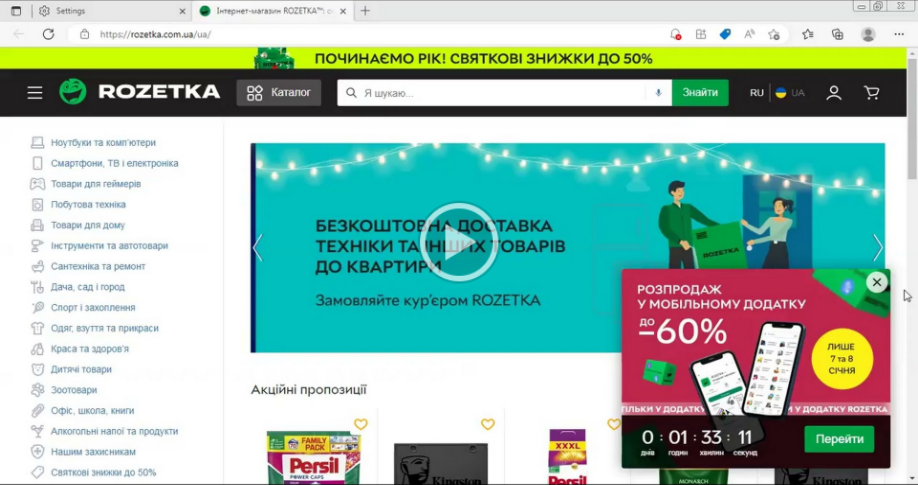 Settings
Інтернет-магазин ROZETKA™: о
https://rozetka.com.ua/ua/
ПОЧИНАЄМО РІК! СВЯТКОВІ ЗНИЖКИ ДО 50%
ROZETKA
Каталог
Я шукаю...
Знайти
RU
UA
Ноутбуки та комп'ютери
Смартфони, ТВ і електроніка
Товари для геймерів
Побутова техніка
Товари для дому
Інструменти та автотовари
Сантехніка та ремонт
Дача, сад і город
Спорт і захоплення
Одяг, взуття та прикраси
Краса та здоров'я
Дитячі товари
Зоотовари
Офіс, школа, книги
Алкогольні напої та продукти
Нашим захисникам
Святкові знижки до 50%
БЕЗКОШТОВНА ДОСТАВКА
ТЕХНІКИ ТА ІНШИХ ТОВАРІВ
ДО КВАРТИРИ
Замовляйте кур'єром ROZETKA
ROZETKA
РОЗПРОДАЖ
У МОБІЛЬНОМУ ДОДАТКУ
ДО
–60%
ЛИШЕ
7 та 8
СІЧНЯ
ТІЛЬКИ У ДОДАТКУ
И У ДОДАТКУ ROZETKA
0 : 01 : 33 : 11
днів годин хвилин секунд
Перейти
Акційні пропозиції
FAMILY
PACK
Persil
POWER CAPS
Kingston
XXXL
Persil
MONARCH
Kingston